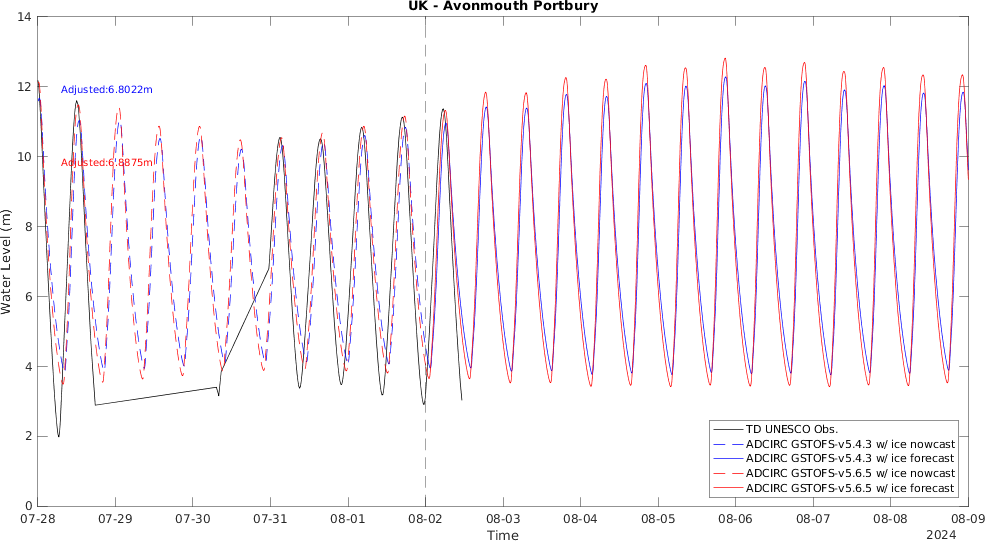 UK - Avonmouth Portbury
14
12
10
8
6
4
2
0
Water Level (m)
Adjusted:6.8022m
Adjusted:6.8875m
TD UNESCO Obs.
ADCIRC GSTOFS-v5.4.3 w/ ice nowcast
ADCIRC GSTOFS-v5.4.3 w/ ice forecast
ADCIRC GSTOFS-v5.6.5 w/ ice nowcast
ADCIRC GSTOFS-v5.6.5 w/ ice forecast
07-28 07-29 07-30 07-31 08-01 08-02 08-03 08-04 08-05 08-06 08-07 08-08 08-09
Time
2024